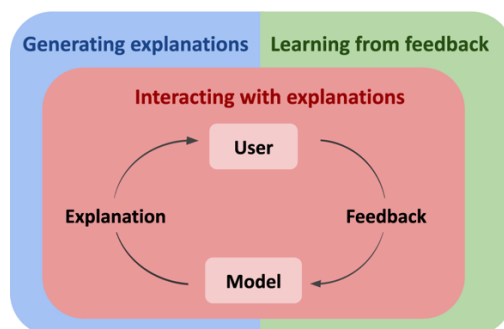 Generating explanations
Learning from feedback
Interacting with explanations
User
Explanation
Feedback
Model